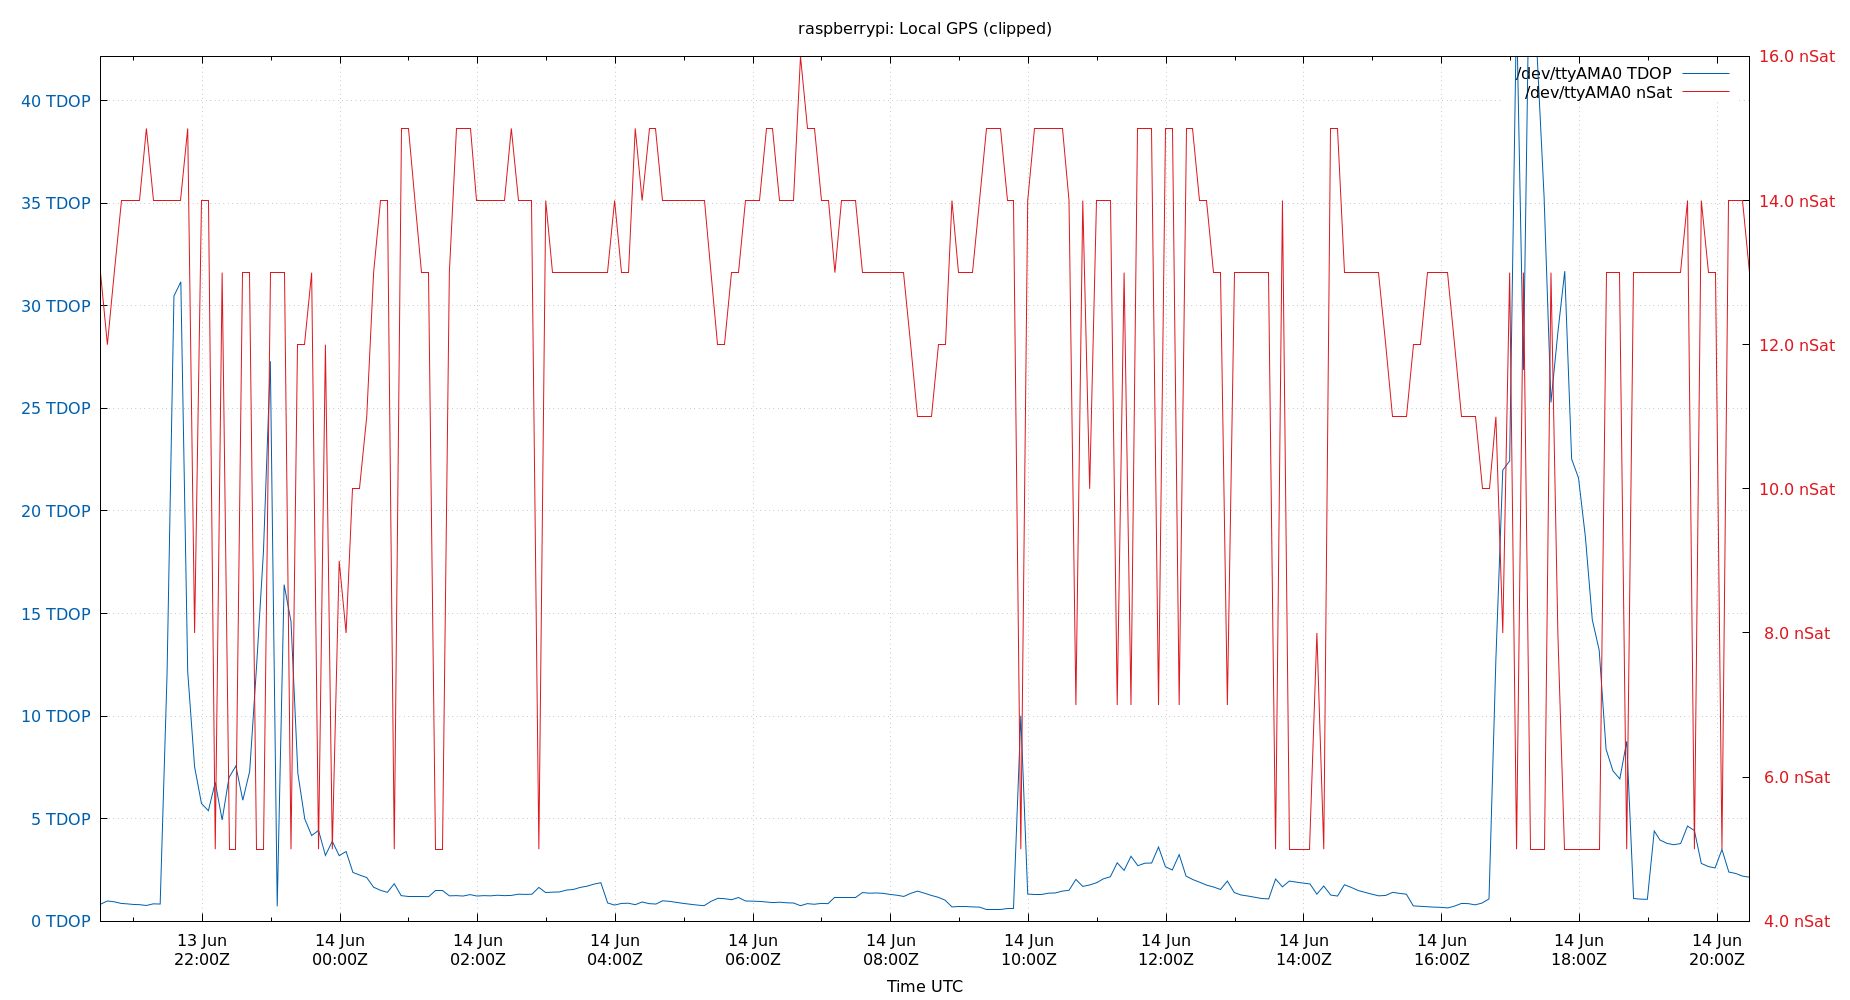 raspberrypi: Local GPS (clipped)
16.0 nSat
/dev/ttyAMA0 TDOP
/dev/ttyAMA0 nSat
40 TDOP
35 TDOP
14.0 nSat
30 TDOP
12.0 nSat
25 TDOP
20 TDOP
10.0 nSat
15 TDOP
8.0 nSat
10 TDOP
6.0 nSat
5 TDOP
0 TDOP
4.0 nSat
13 Jun 14 Jun 14 Jun 14 Jun 14 Jun 14 Jun 14 Jun 14 Jun 14 Jun 14 Jun 14 Jun 14 Jun
22:00Z 00:00Z 02:00Z 04:00Z 06:00Z 08:00Z 10:00Z 12:00Z 14:00Z 16:00Z 18:00Z 20:00Z
Time UTC